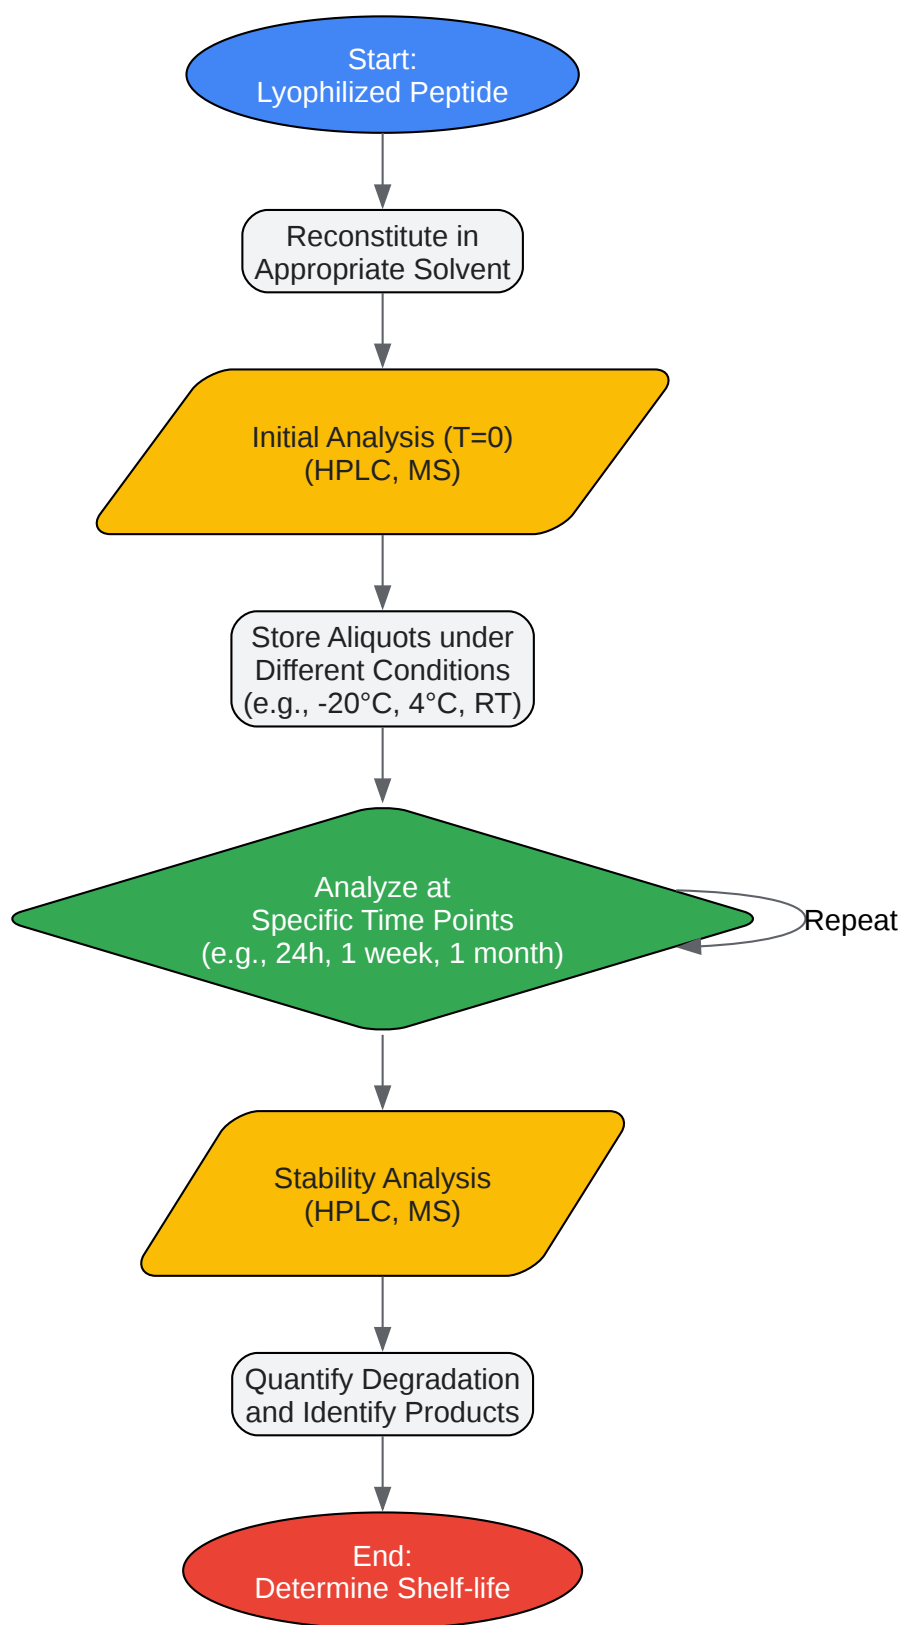 Start:
Lyophilized Peptide
Reconstitute in
Appropriate Solvent
Initial Analysis (T=0)
(HPLC, MS)
Store Aliquots under
Different Conditions
(e.g., -20°C, 4°C, RT)
Analyze at
Specific Time Points
(e.g., 24h, 1 week, 1 month)
Repeat
Stability Analysis
(HPLC, MS)
Quantify Degradation
and Identify Products
End:
Determine Shelf-life